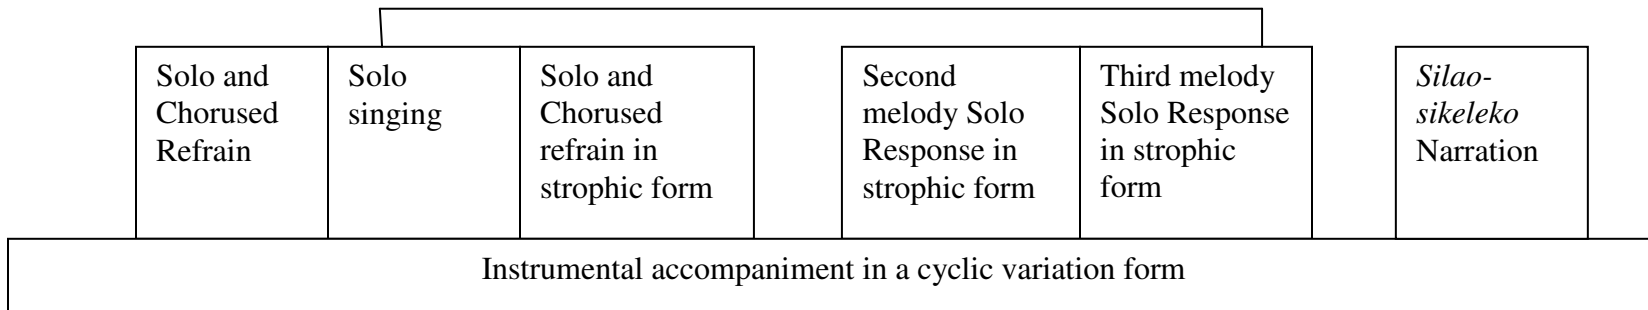 Solo and
Chorused
Refrain
Solo
singing
Solo and
Chorused
refrain in
strophic form
Second
melody Solo
Response in
strophic form
Third melody
Solo Response
in strophic
form
Silao-
sikeleko
Narration
Instrumental accompaniment in a cyclic variation form